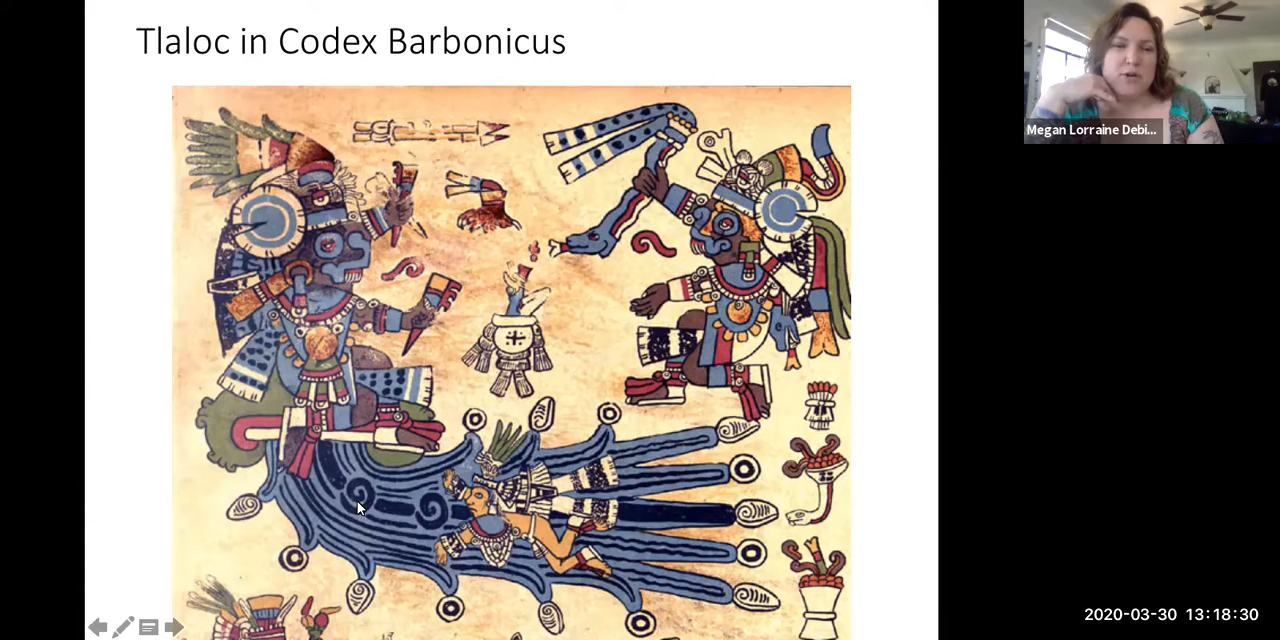 Tlaloc in Codex Barbonicus
Megan Lorraine Debi...
2020-03-30 13:18:30